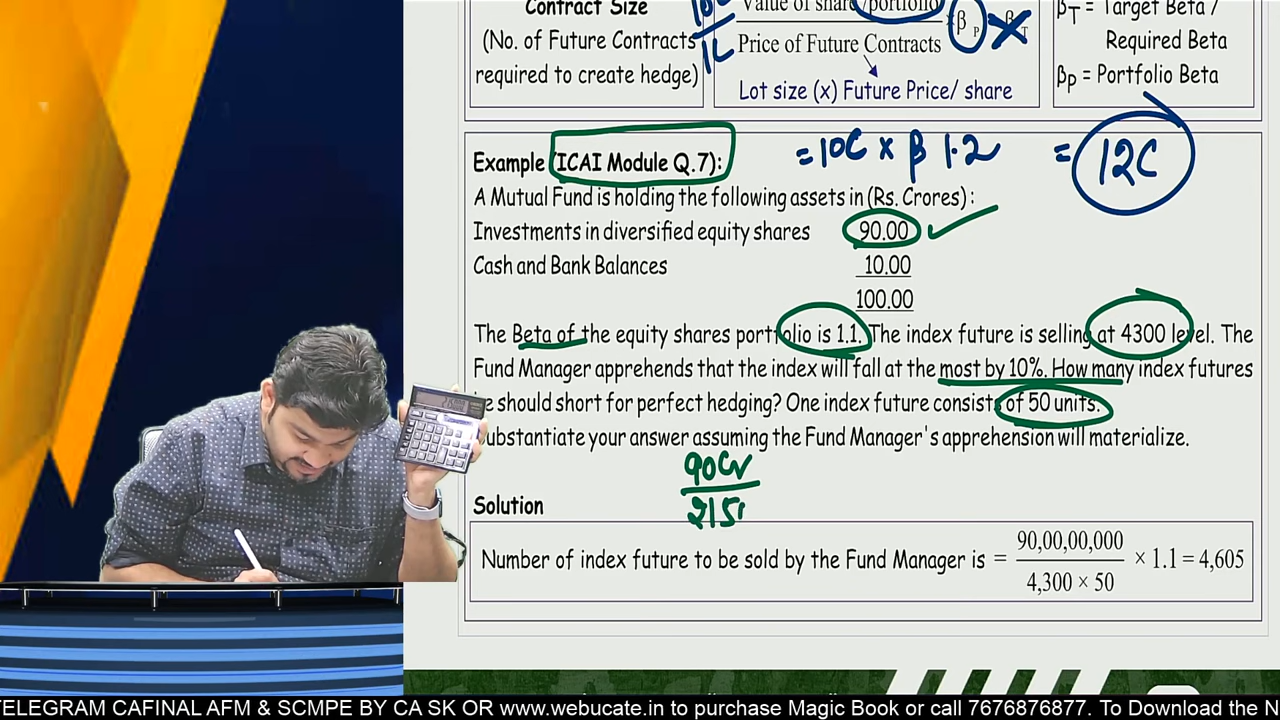 Contract Size
(No. of Future Contracts
required to create hedge)
Value of share/portfolio
β P
Price of Future Contracts
Lot size (x) Future Price/ share
βT = Target Beta /
Required Beta
βP = Portfolio Beta
Example (ICAI Module Q.7):
= 10C x β 1.2 = 12C
A Mutual Fund is holding the following assets in (Rs. Crores) :
Investments in diversified equity shares 90.00
Cash and Bank Balances 10.00
100.00
The Beta of the equity shares portfolio is 1.1. The index future is selling at 4300 level. The
Fund Manager apprehends that the index will fall at the most by 10%. How many index futures
he should short for perfect hedging? One index future consists of 50 units.
Substantiate your answer assuming the Fund Manager's apprehension will materialize.
90Cr
215
Solution
Number of index future to be sold by the Fund Manager is = 90,00,00,000 / 4,300 × 50 × 1.1 = 4,605
TELEGRAM CAFINAL AFM & SCMPE BY CA SK OR www.webucate.in to purchase Magic Book or call 7676876877. To Download the N